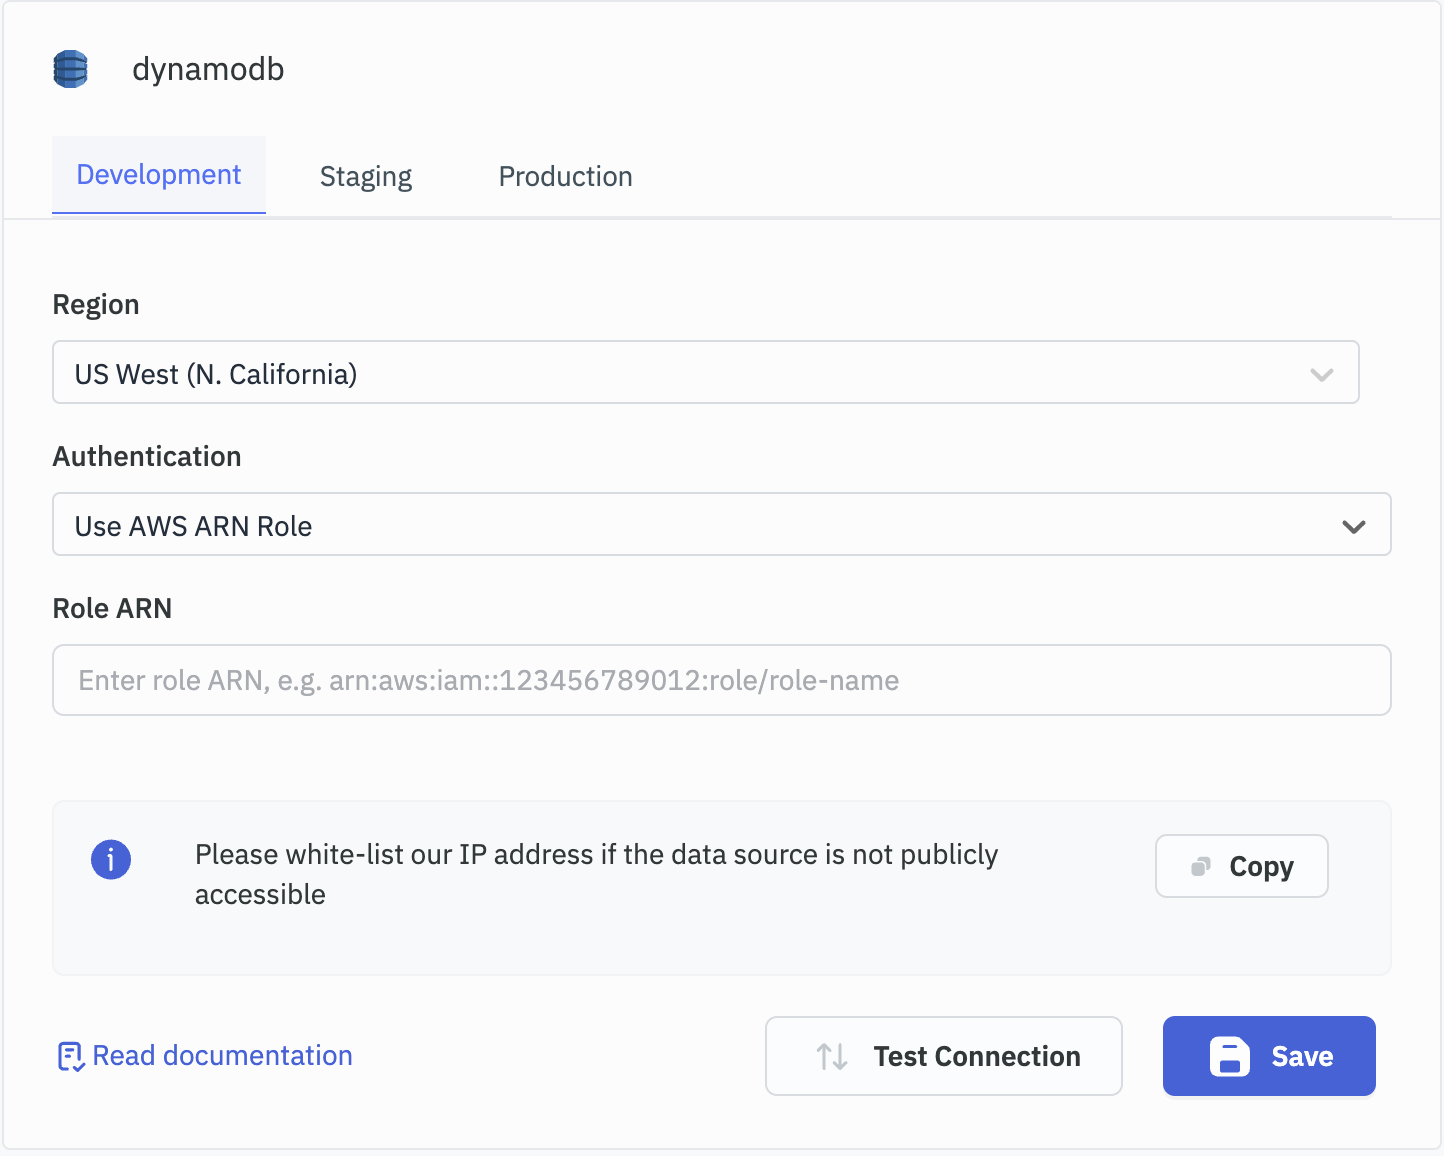 dynamodb
Development Staging Production
Region
US West (N. California)
Authentication
Use AWS ARN Role
Role ARN
Enter role ARN, e.g. arn:aws:iam::123456789012:role/role-name
Please white-list our IP address if the data source is not publicly
accessible
Copy
Read documentation
Test Connection
Save